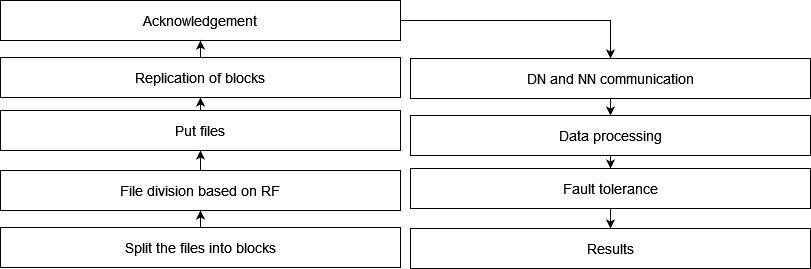 Acknowledgement
Replication of blocks
Put files
File division based on RF
Split the files into blocks
DN and NN communication
Data processing
Fault tolerance
Results